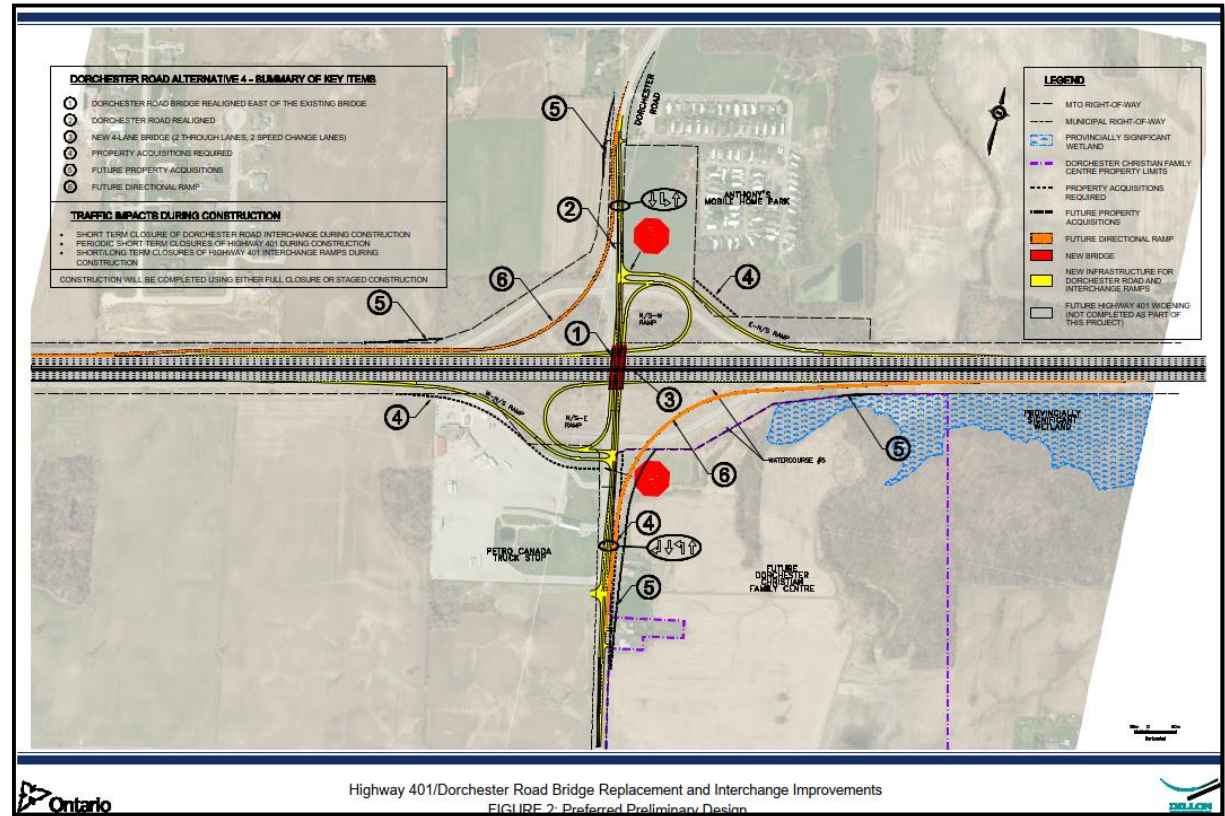 DORCHESTER ROAD ALTERNATIVE 4 - SUMMARY OF KEY ITEMS
1 DORCHESTER ROAD BRIDGE REALIGNED EAST OF THE EXISTING BRIDGE
2 DORCHESTER ROAD REALIGNED
3 NEW 4-LANE BRIDGE (2 THROUGH LANES, 2 SPEED CHANGE LANES)
4 PROPERTY ACQUISITIONS REQUIRED
5 FUTURE PROPERTY ACQUISITIONS
6 FUTURE DIRECTIONAL RAMP
TRAFFIC IMPACTS DURING CONSTRUCTION
• SHORT TERM CLOSURE OF DORCHESTER ROAD INTERCHANGE DURING CONSTRUCTION
• PERIODIC SHORT TERM CLOSURES OF HIGHWAY 401 DURING CONSTRUCTION
• SHORT/LONG TERM CLOSURES OF HIGHWAY 401 INTERCHANGE RAMPS DURING
CONSTRUCTION
CONSTRUCTION WILL BE COMPLETED USING EITHER FULL CLOSURE OR STAGED CONSTRUCTION
LEGEND
MTO RIGHT-OF-WAY
MUNICIPAL RIGHT-OF-WAY
PROVINCIALLY SIGNIFICANT
WETLAND
DORCHESTER CHRISTIAN FAMILY
CENTRE PROPERTY LIMITS
PROPERTY ACQUISITIONS
REQUIRED
FUTURE PROPERTY
ACQUISITIONS
FUTURE DIRECTIONAL RAMP
NEW BRIDGE
NEW INFRASTRUCTURE FOR
DORCHESTER ROAD AND
INTERCHANGE RAMPS
FUTURE HIGHWAY 401 WIDENING
(NOT COMPLETED AS PART OF
THIS PROJECT)
DORCHESTER
ROAD
5
ANTHONY'S
MOBILE HOME PARK
2
4
6
5
N/S-W
RAMP
E-N/S RAMP
1
3
4
W-N/S RAMP
N/S-E
RAMP
PROVINCIALLY
SIGNIFICANT
WETLAND
5
WATERCOURSE #5
6
4
PETRO CANADA
TRUCK STOP
5
FUTURE
DORCHESTER
CHRISTIAN
FAMILY CENTRE
Horizontal
Ontario
Highway 401/Dorchester Road Bridge Replacement and Interchange Improvements
FIGURE 2: Preferred Preliminary Design
DILLON